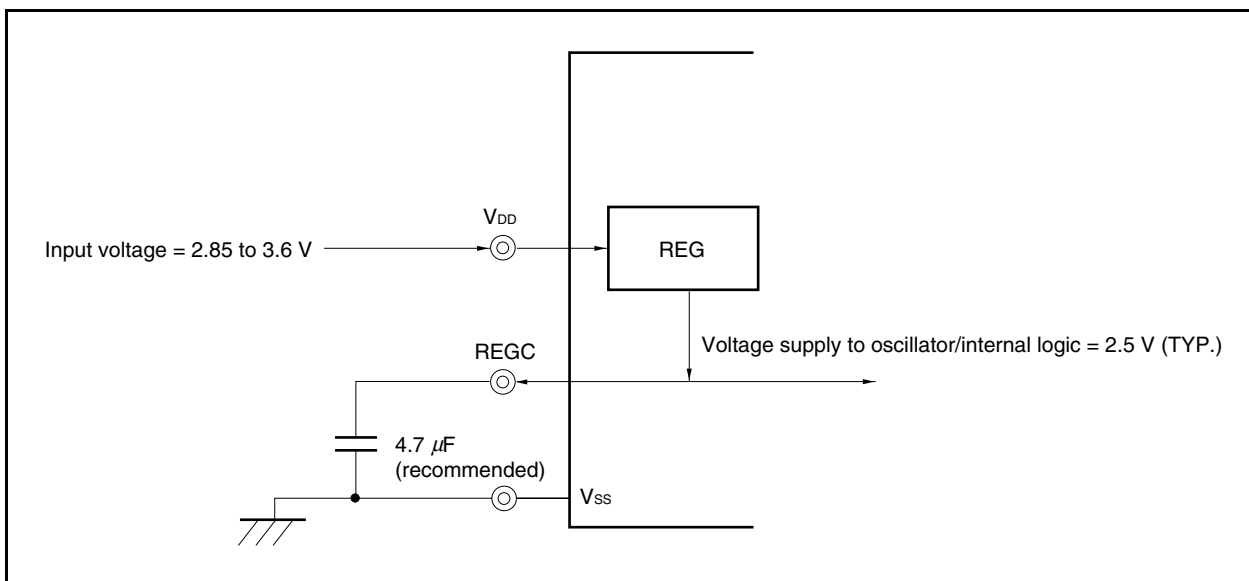 VDD
Input voltage = 2.85 to 3.6 V
REG
REGC
Voltage supply to oscillator/internal logic = 2.5 V (TYP.)
4.7 μF
(recommended)
VSS